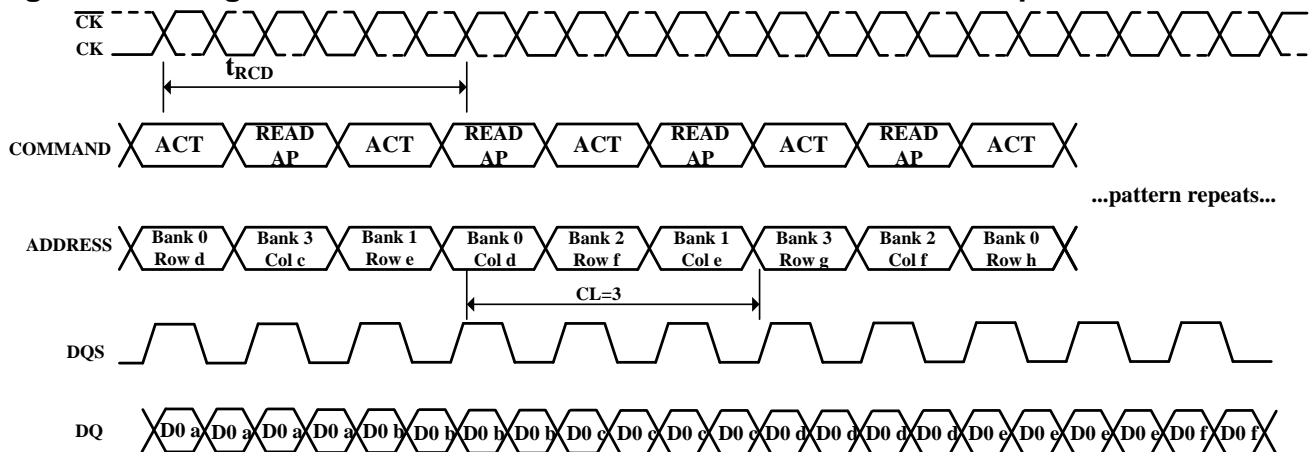 CK
CK
tRCD
COMMAND ACT READ AP ACT READ AP ACT READ AP ACT READ AP ACT
...pattern repeats...
ADDRESS Bank 0 Row d Bank 3 Col c Bank 1 Row e Bank 0 Col d Bank 2 Row f Bank 1 Col e Bank 3 Row g Bank 2 Col f Bank 0 Row h
CL=3
DQS
DQ D0 a D0 a D0 a D0 a D0 b D0 b D0 b D0 b D0 c D0 c D0 c D0 c D0 d D0 d D0 d D0 d D0 e D0 e D0 e D0 e D0 f D0 f